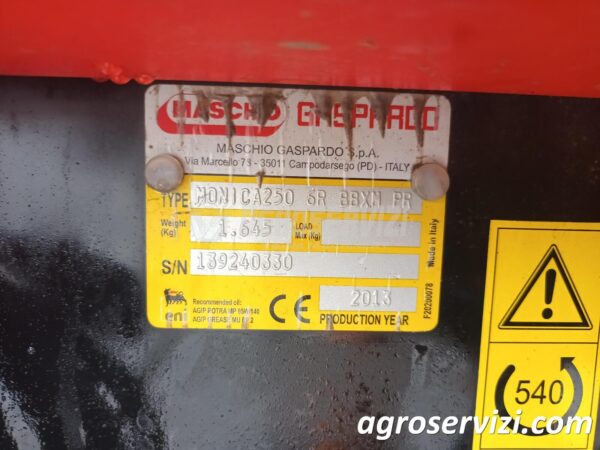 MASCHIO GASPARDO
MASCHIO GASPARDO S.p.A.
Via Marcello 73 - 35011 Campodarsego (PD) - ITALY
TYPE MONICA250 6R BBXM PR
Weight (Kg) 1.645 LOAD Max (Kg)
S/N 139240330
eni Recommended oil:
AGIP ROTRA MP 85W/140
AGIP GREASE MU EP 2
CE 2013
PRODUCTION YEAR
F20200078 Made in Italy
540
agroservizi.com